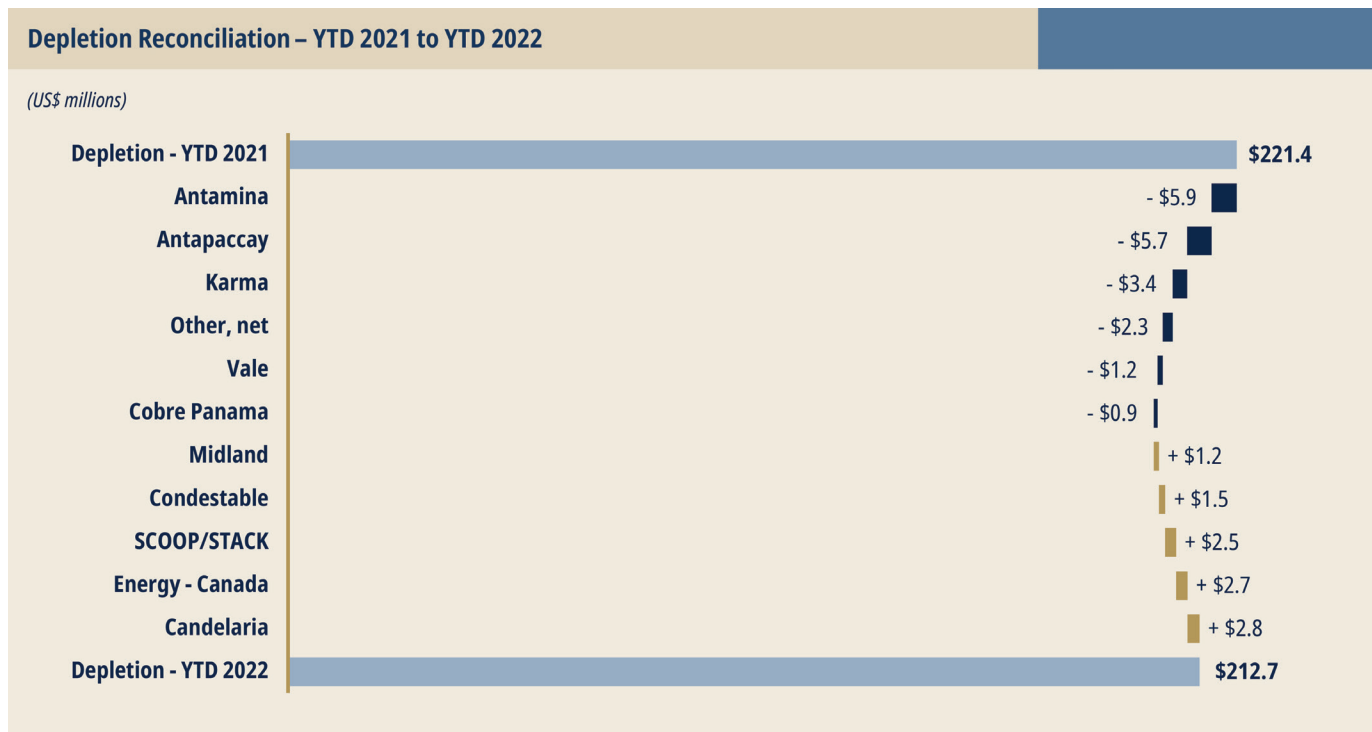 Depletion Reconciliation – YTD 2021 to YTD 2022
(US$ millions)
Depletion - YTD 2021 $221.4
Antamina - $5.9
Antapaccay - $5.7
Karma - $3.4
Other, net - $2.3
Vale - $1.2
Cobre Panama - $0.9
Midland + $1.2
Condestable + $1.5
SCOOP/STACK + $2.5
Energy - Canada + $2.7
Candelaria + $2.8
Depletion - YTD 2022 $212.7